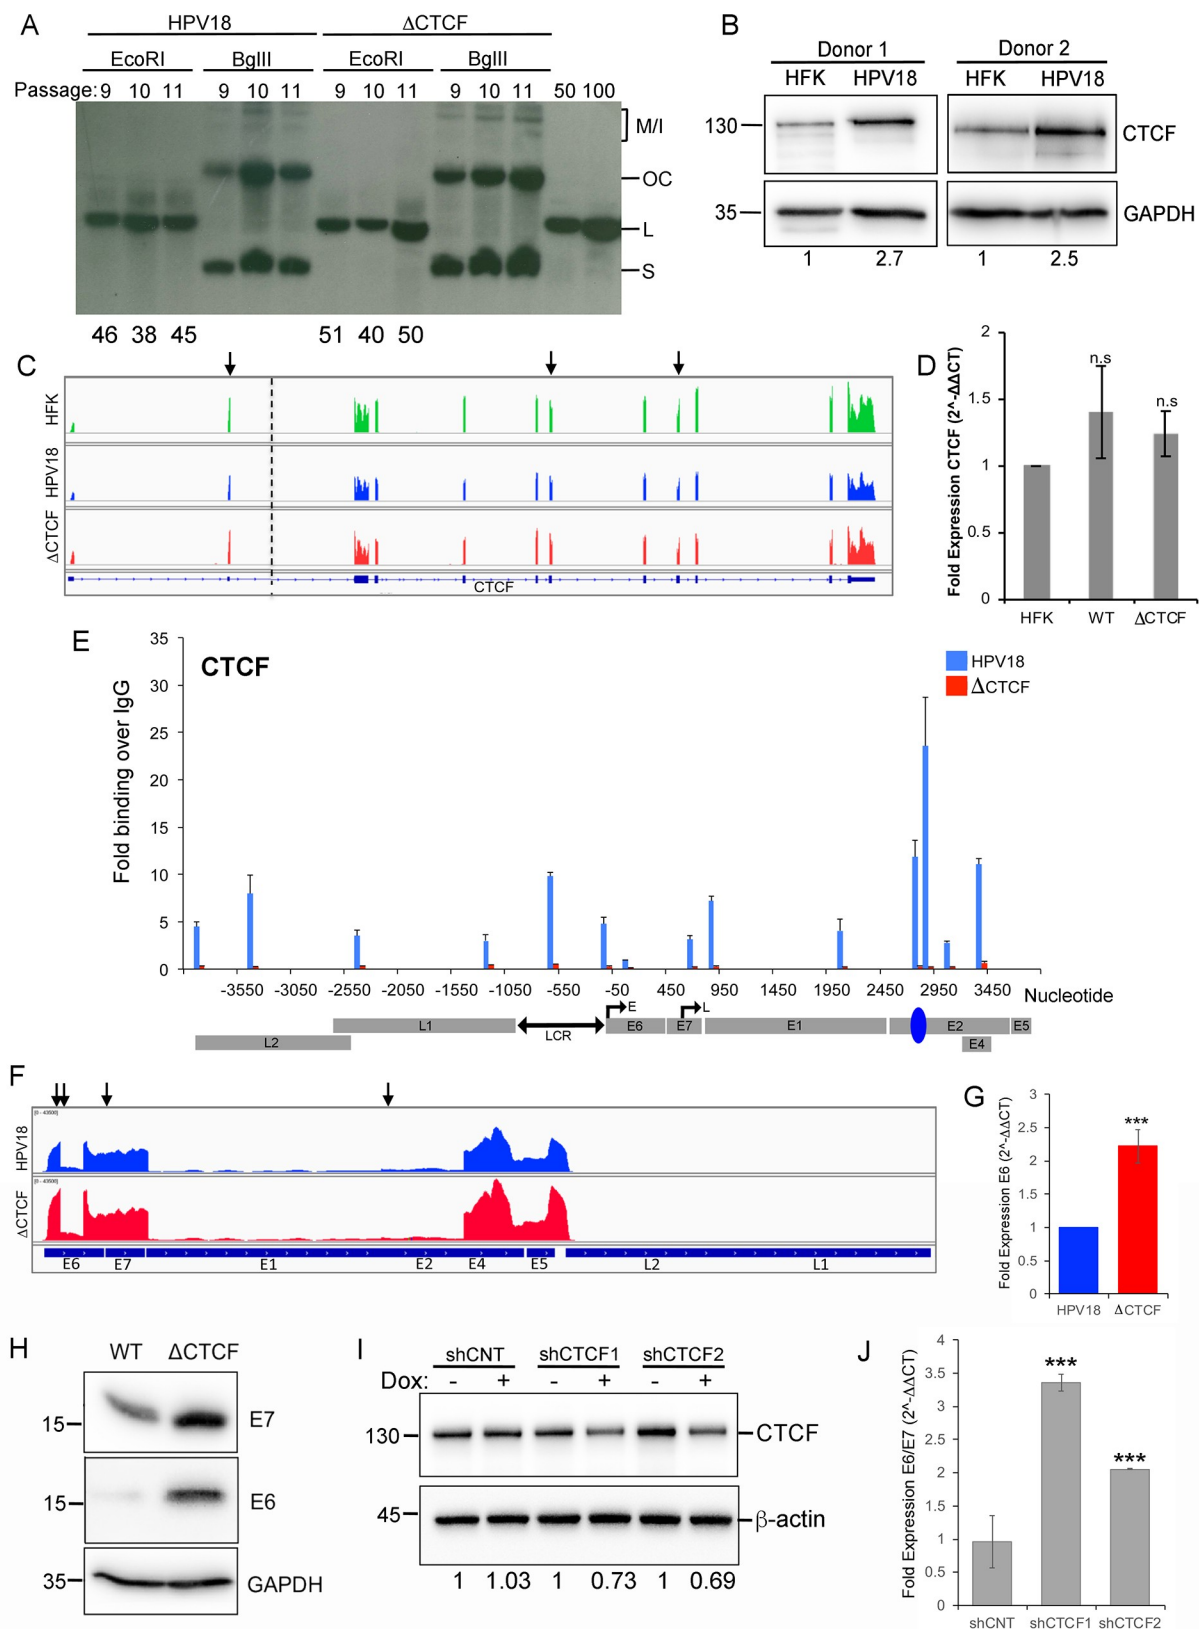 A
HPV18 ΔCTCF
EcoRI BglII EcoRI BglII
Passage: 9 10 11 9 10 11 9 10 11 9 10 11 50 100
M/I
OC
L
S
46 38 45 51 40 50
B
Donor 1 Donor 2
HFK HPV18 HFK HPV18
130 CTCF
35 GAPDH
1 2.7 1 2.5
C
HFK
HPV18
ΔCTCF
CTCF
D
Fold Expression CTCF (2^-ΔΔCT)
2
1.5
1
0.5
0
n.s
n.s
HFK WT ΔCTCF
E
CTCF
Fold binding over IgG
35
30
25
20
15
10
5
0
HPV18
ΔCTCF
-3550 -3050 -2550 -2050 -1550 -1050 -550 -50 450 950 1450 1950 2450 2950 3450 Nucleotide
E L
L1 LCR E6 E7 E1 E2 E5
L2 E4
F
[0 - 43500]
HPV18
[0 - 43500]
ΔCTCF
E6 E7 E1 E2 E4 E5 L2 L1
G
Fold Expression E6 (2^-ΔΔCT)
3
2.5
2
1.5
1
0.5
0
***
HPV18 ΔCTCF
H
WT ΔCTCF
15 E7
15 E6
35 GAPDH
I
shCNT shCTCF1 shCTCF2
Dox: - + - + - +
130 CTCF
45 β-actin
1 1.03 1 0.73 1 0.69
J
Fold Expression E6/E7 (2^-ΔΔCT)
4
3.5
3
2.5
2
1.5
1
0.5
0
***
***
shCNT shCTCF1 shCTCF2